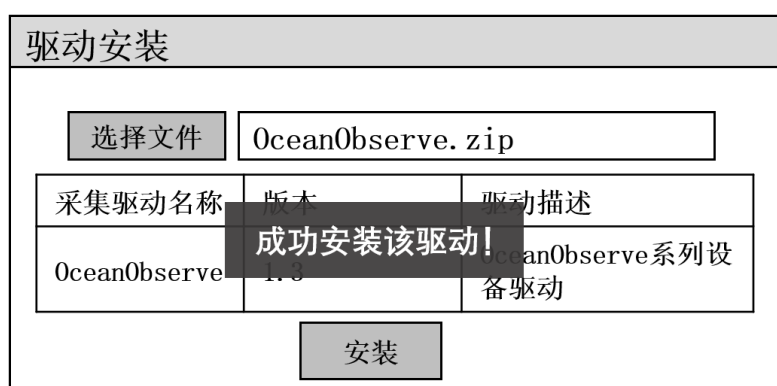 驱动安装
选择文件 OceanObserve.zip
采集驱动名称 版本 驱动描述
成功安装该驱动!
OceanObserve 1.3 OceanObserve系列设
备驱动
安装